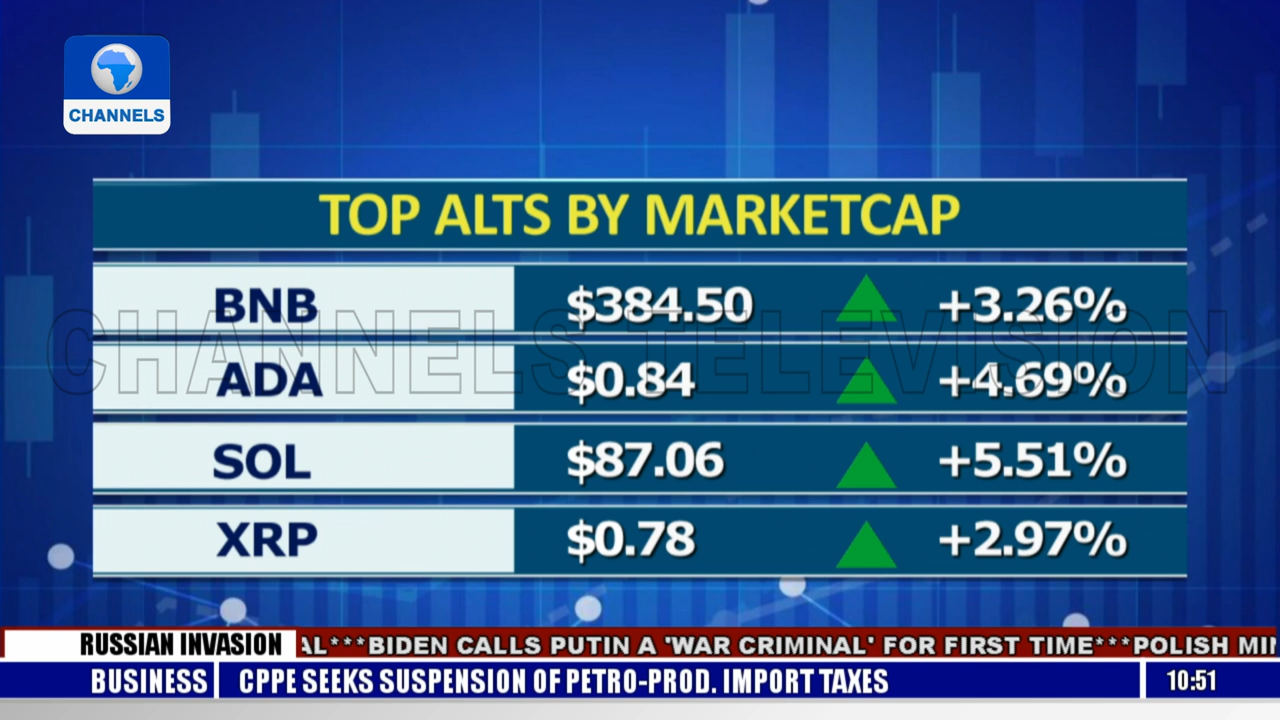 CHANNELS
TOP ALTS BY MARKETCAP
BNB $384.50 +3.26%
CHANNELS TELEVISION
ADA $0.84 +4.69%
SOL $87.06 +5.51%
XRP $0.78 +2.97%
RUSSIAN INVASION AL***BIDEN CALLS PUTIN A 'WAR CRIMINAL' FOR FIRST TIME***POLISH
BUSINESS CPPE SEEKS SUSPENSION OF PETRO-PROD. IMPORT TAXES 10:51